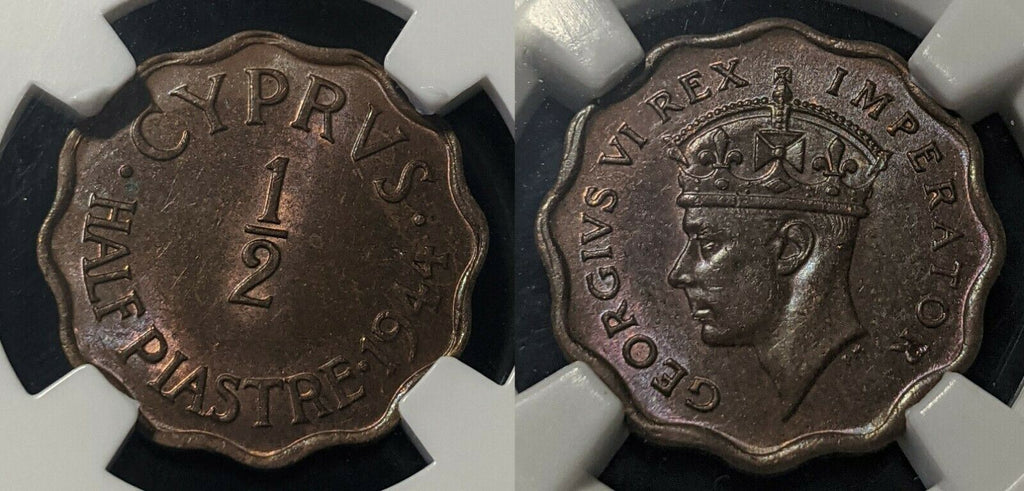 ·CYPRVS·
1/2
HALF PIASTRE·1944
GEORGIVS VI REX IMPERATOR